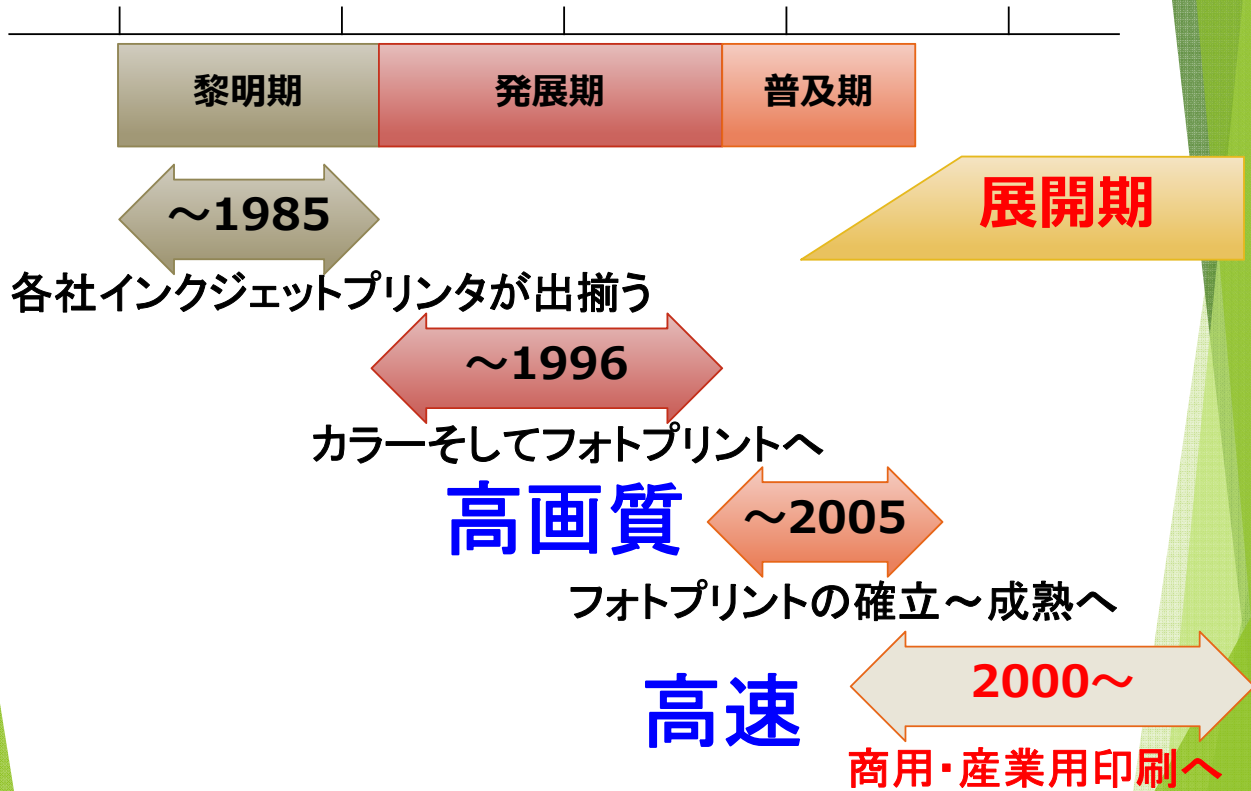 黎明期
発展期
普及期
展開期
～1985
各社インクジェットプリンタが出揃う
～1996
カラーそしてフォトプリントへ
高画質
～2005
フォトプリントの確立～成熟へ
高速
2000～
商用・産業用印刷へ